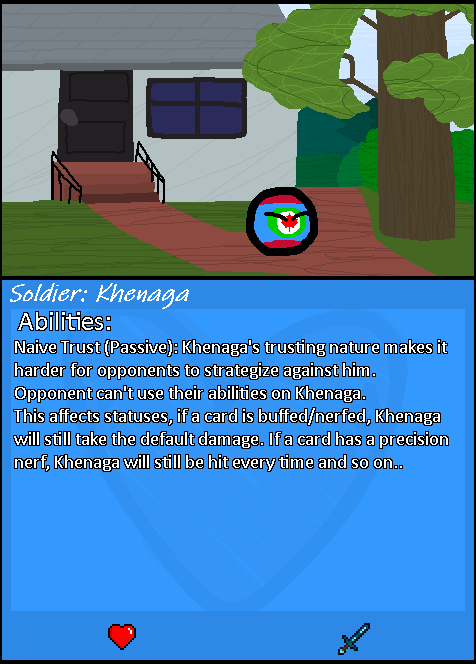 Soldier: Khenaga
Abilities:
Naive Trust (Passive): Khenaga's trusting nature makes it
harder for opponents to strategize against him.
Opponent can't use their abilities on Khenaga.
This affects statuses, if a card is buffed/nerfed, Khenaga
will still take the default damage. If a card has a precision
nerf, Khenaga will still be hit every time and so on..